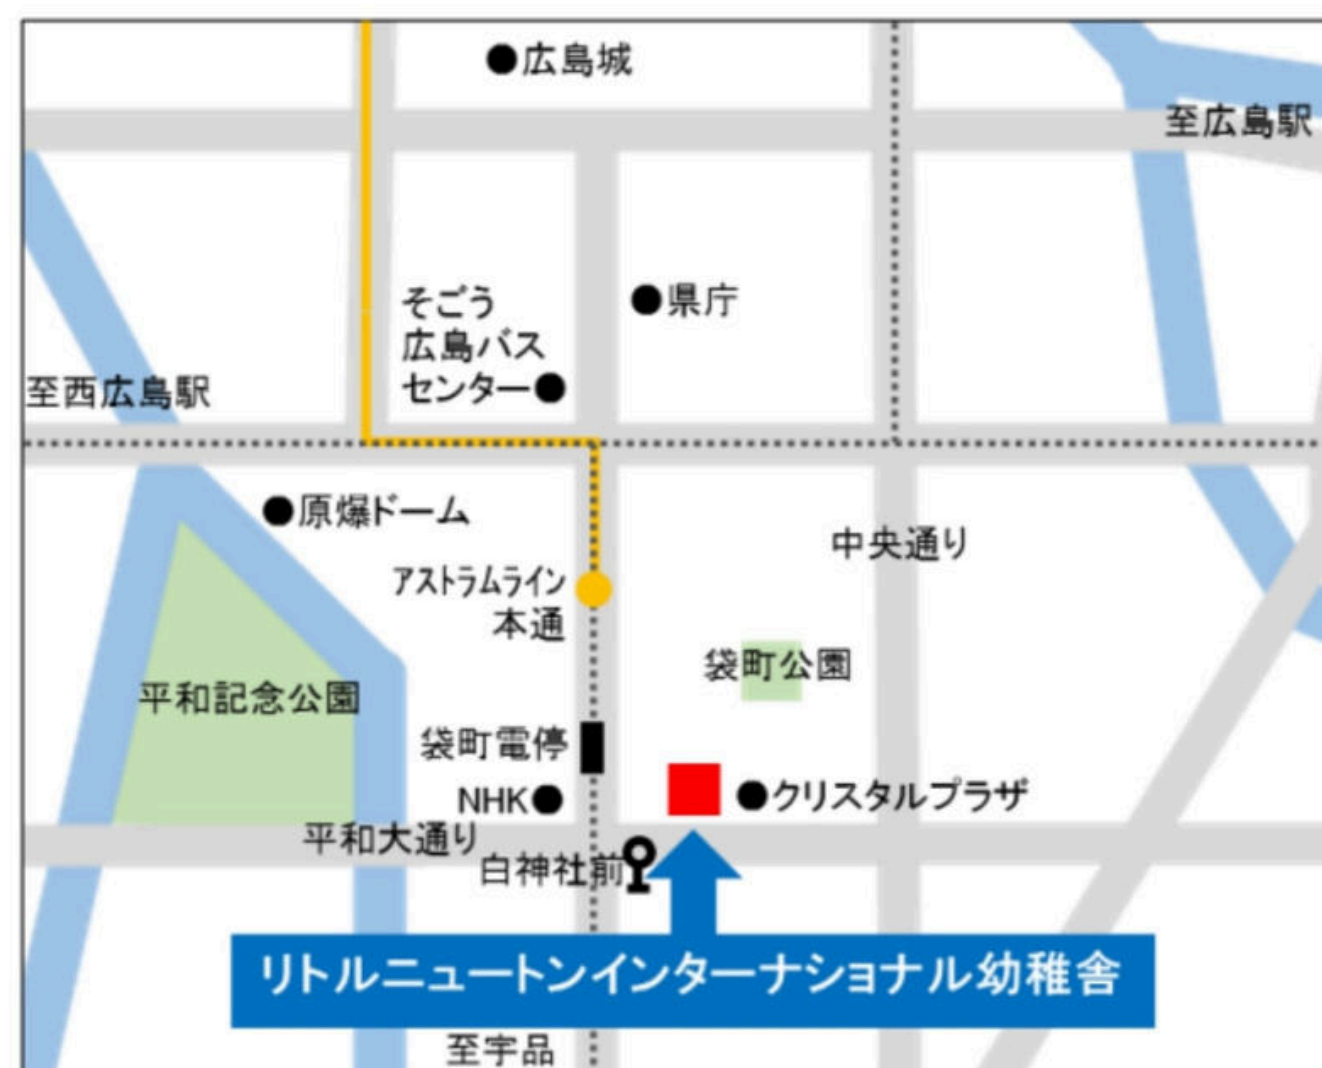 広島城
至広島駅
そごう
広島バス
センター
県庁
至西広島駅
原爆ドーム
中央通り
アストラムライン
本通
袋町公園
平和記念公園
袋町電停
NHK
クリスタルプラザ
平和大通り
白神社前
リトルニュートンインターナショナル幼稚舎
至宇品